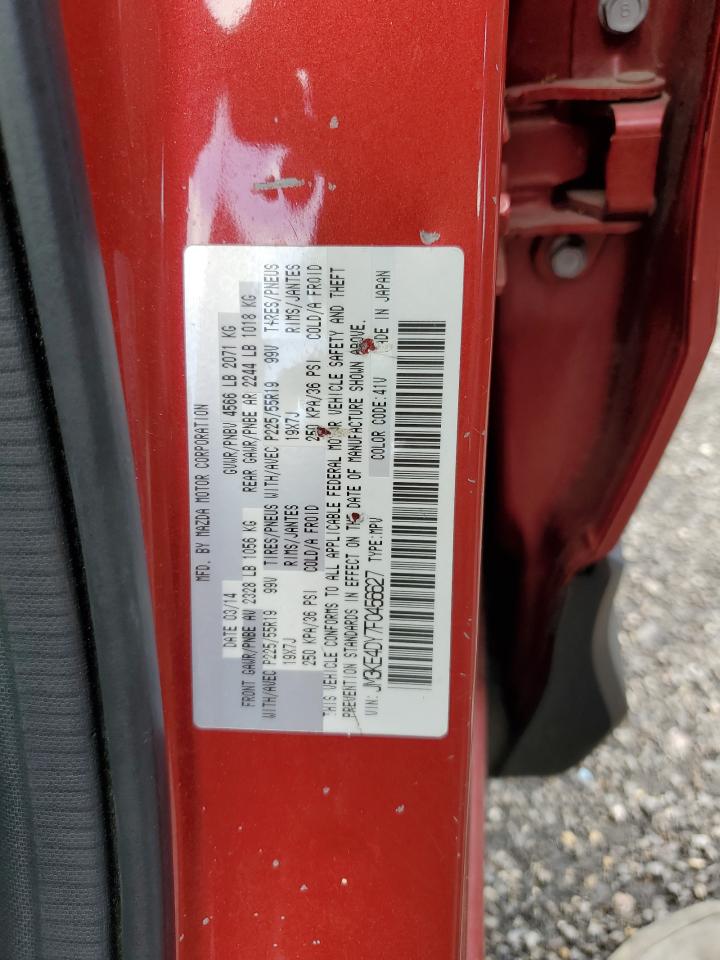 MFD. BY MAZDA MOTOR CORPORATION
DATE 03/14 GVWR/PNBV 4566 LB 2071 KG
FRONT GAWR/PNBE AV 2328 LB 1056 KG REAR GAWR/PNBE AR 2244 LB 1018 KG
WITH/AVEC P225/55R19 99V TIRES/PNEUS WITH/AVEC P225/55R19 99V TIRES/PNEUS
19X7J RIMS/JANTES 19X7J RIMS/JANTES
250 KPA/36 PSI COLD/A FROID 250 KPA/36 PSI COLD/A FROID
THIS VEHICLE CONFORMS TO ALL APPLICABLE FEDERAL MOTOR VEHICLE SAFETY AND THEFT
PREVENTION STANDARDS IN EFFECT ON THE DATE OF MANUFACTURE SHOWN ABOVE.
VIN: JM3KE4DY7F0456627 TYPE:MPV COLOR CODE:41V MADE IN JAPAN
8